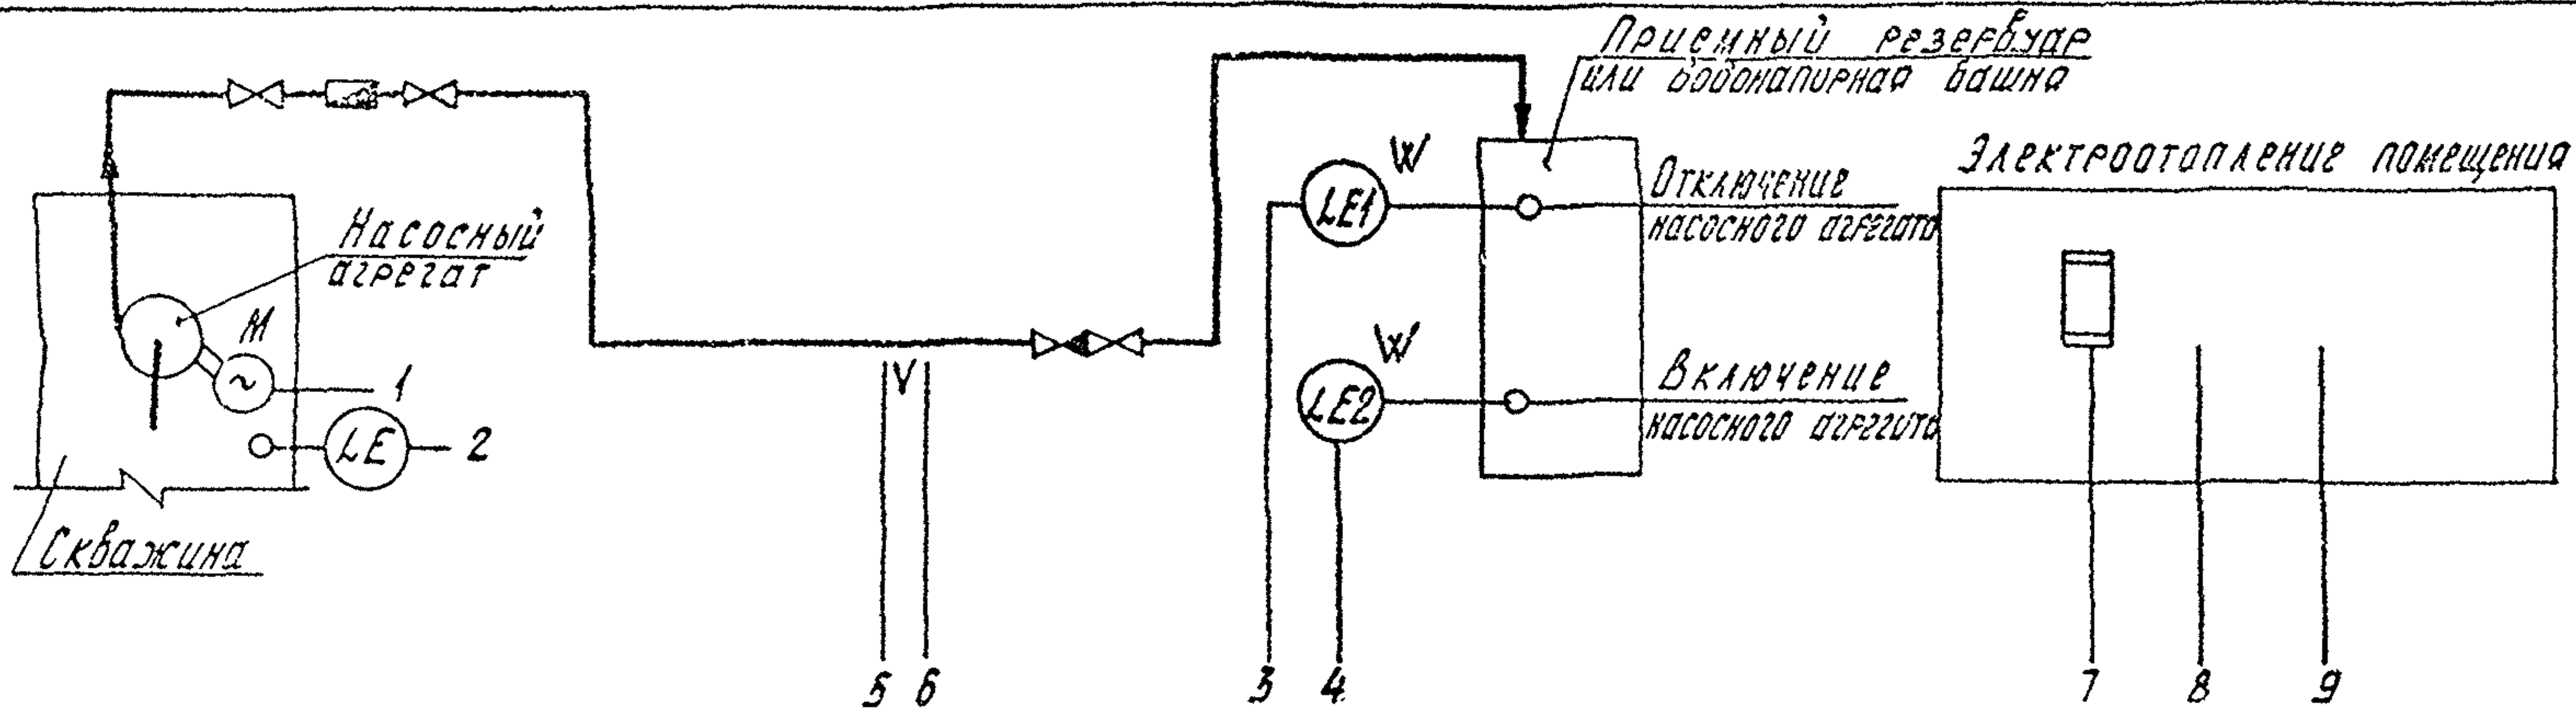 Приемный резервуар
или водонапорная башня
Электроотопление помещения
W
LE1
Отключение
насосного агрегата
Насосный
агрегат
M
~
1
LE
2
Скважина
V
W
LE2
Включение
насосного агрегата
5 6
3 4
7 8 9